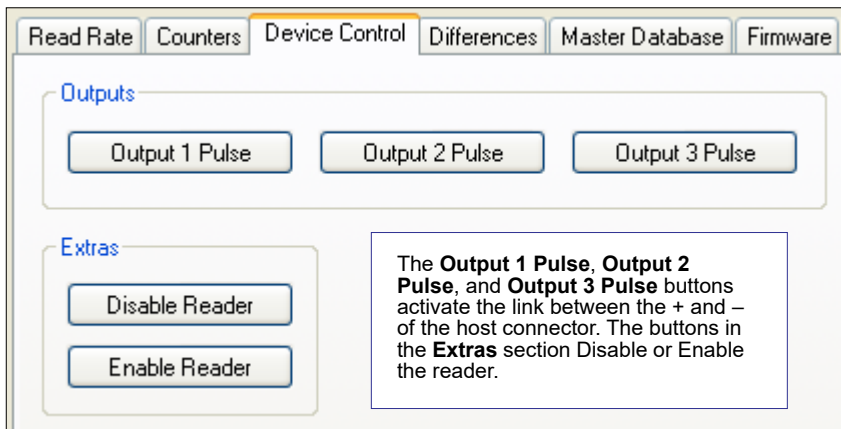 Read Rate Counters Device Control Differences Master Database Firmware
Outputs
Output 1 Pulse Output 2 Pulse Output 3 Pulse
Extras
Disable Reader
Enable Reader
The Output 1 Pulse, Output 2
Pulse, and Output 3 Pulse buttons
activate the link between the + and –
of the host connector. The buttons in
the Extras section Disable or Enable
the reader.